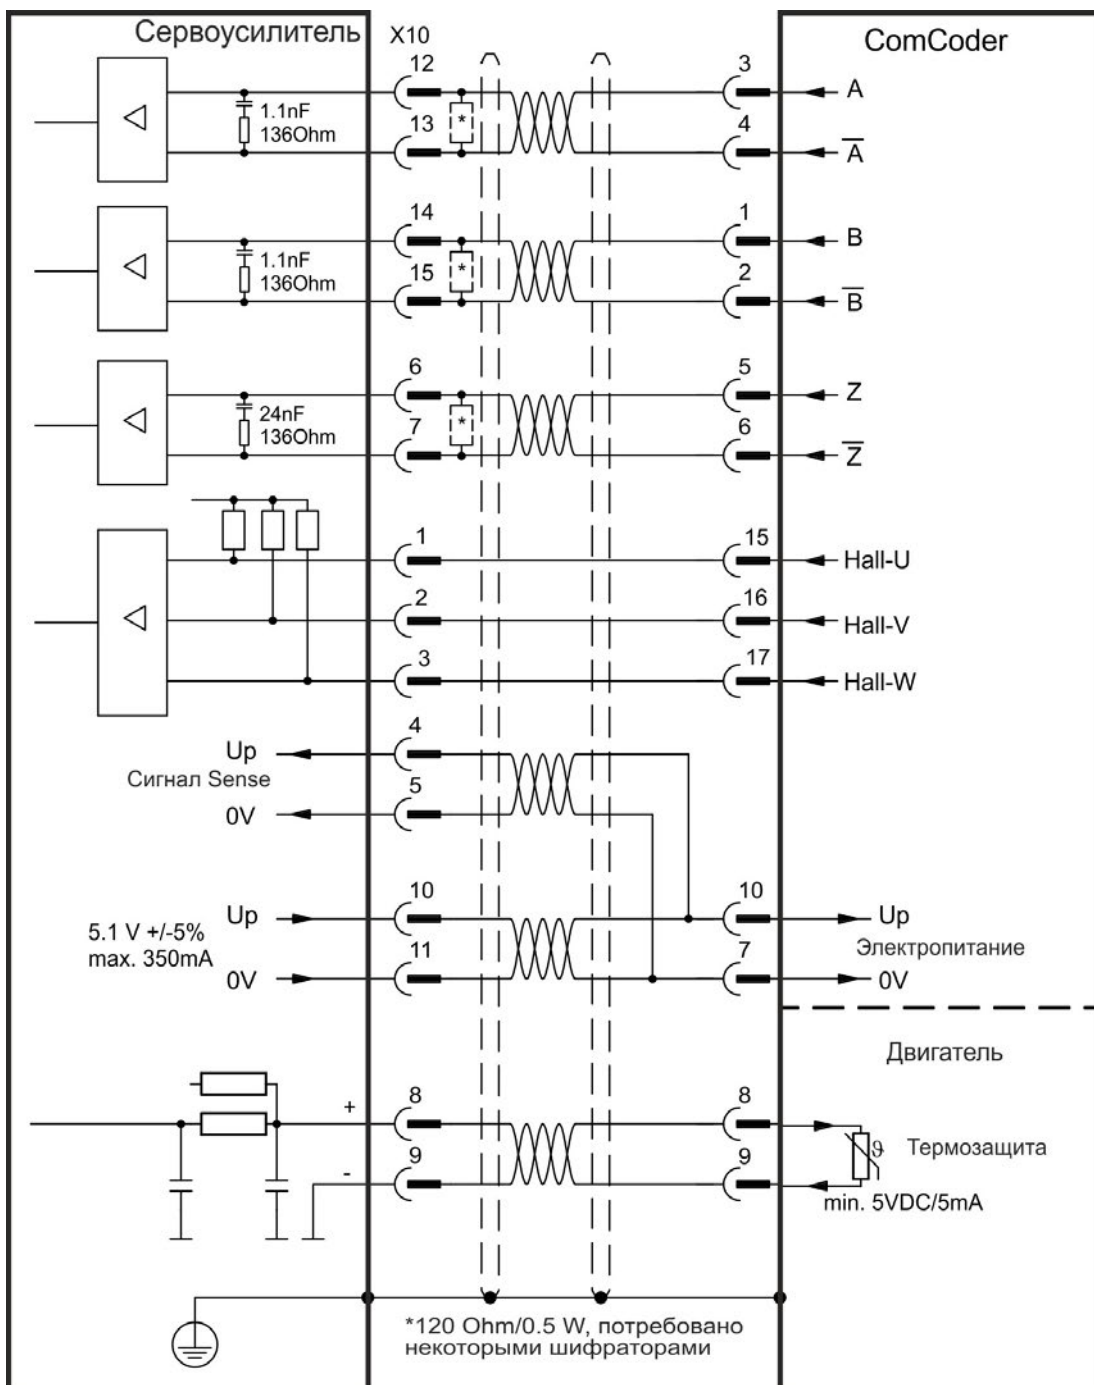 Сервоусилитель
X10
ComCoder
12
3
A
1.1nF
136Ohm
*
13
4
A
14
1
B
1.1nF
136Ohm
*
15
2
B
6
5
Z
24nF
136Ohm
*
7
6
Z
1
15
Hall-U
2
16
Hall-V
3
17
Hall-W
4
Up
Сигнал Sense
5
0V
10
10
Up
Up
5.1 V +/-5%
max. 350mA
Электропитание
11
7
0V
0V
Двигатель
8
8
+
ϑ
Термозащита
9
9
-
min. 5VDC/5mA
*120 Ohm/0.5 W, потребовано
некоторыми шифраторами